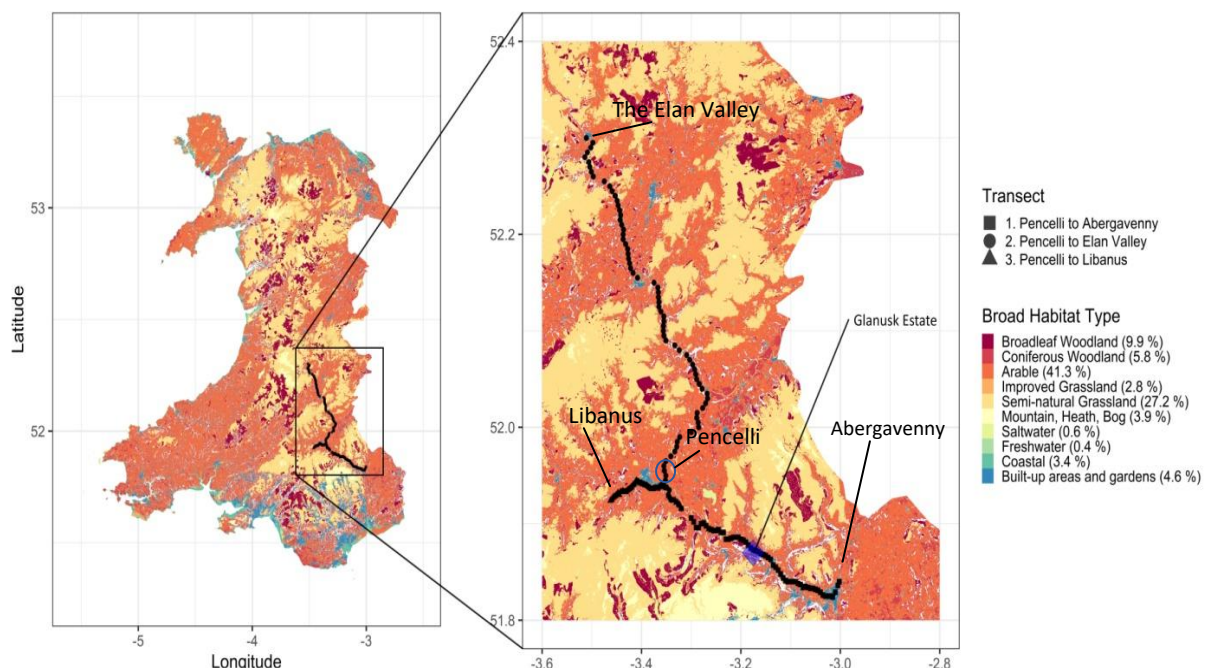 53
52
Latitude
-5
-4
-3
Longitude
52.4
52.2
52.0
51.8
-3.6
-3.4
-3.2
-3.0
-2.8
The Elan Valley
Glanusk Estate
Libanus
Pencelli
Abergavenny
Transect
1. Pencelli to Abergavenny
2. Pencelli to Elan Valley
3. Pencelli to Libanus
Broad Habitat Type
Broadleaf Woodland (9.9 %)
Coniferous Woodland (5.8 %)
Arable (41.3 %)
Improved Grassland (2.8 %)
Semi-natural Grassland (27.2 %)
Mountain, Heath, Bog (3.9 %)
Saltwater (0.6 %)
Freshwater (0.4 %)
Coastal (3.4 %)
Built-up areas and gardens (4.6 %)